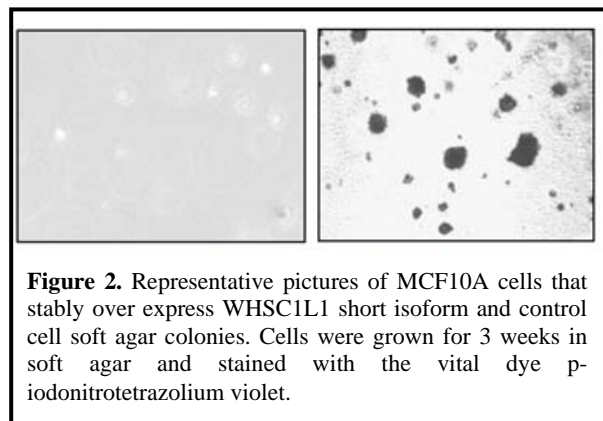 Figure 2. Representative pictures of MCF10A cells that
stably over express WHSC1L1 short isoform and control
cell soft agar colonies. Cells were grown for 3 weeks in
soft agar and stained with the vital dye p-
iodonitrotetrazolium violet.